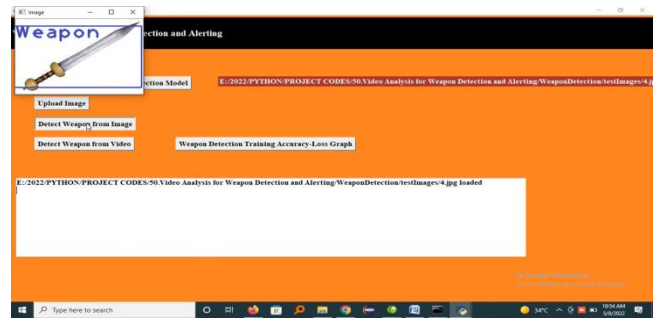 Image
Weapon
ection and Alerting
ection Model
E:/2022/PYTHON/PROJECT CODES/50.Video Analysis for Weapon Detection and Alerting/WeaponDetection/testImages/4.j
Upload Image
Detect Weapon from Image
Detect Weapon from Video
Weapon Detection Training Accuracy-Loss Graph
E:/2022/PYTHON/PROJECT CODES/50.Video Analysis for Weapon Detection and Alerting/WeaponDetection/testImages/4.jpg loaded
Activate Windows
Type here to search
34°C
10:54 AM
5/8/2022